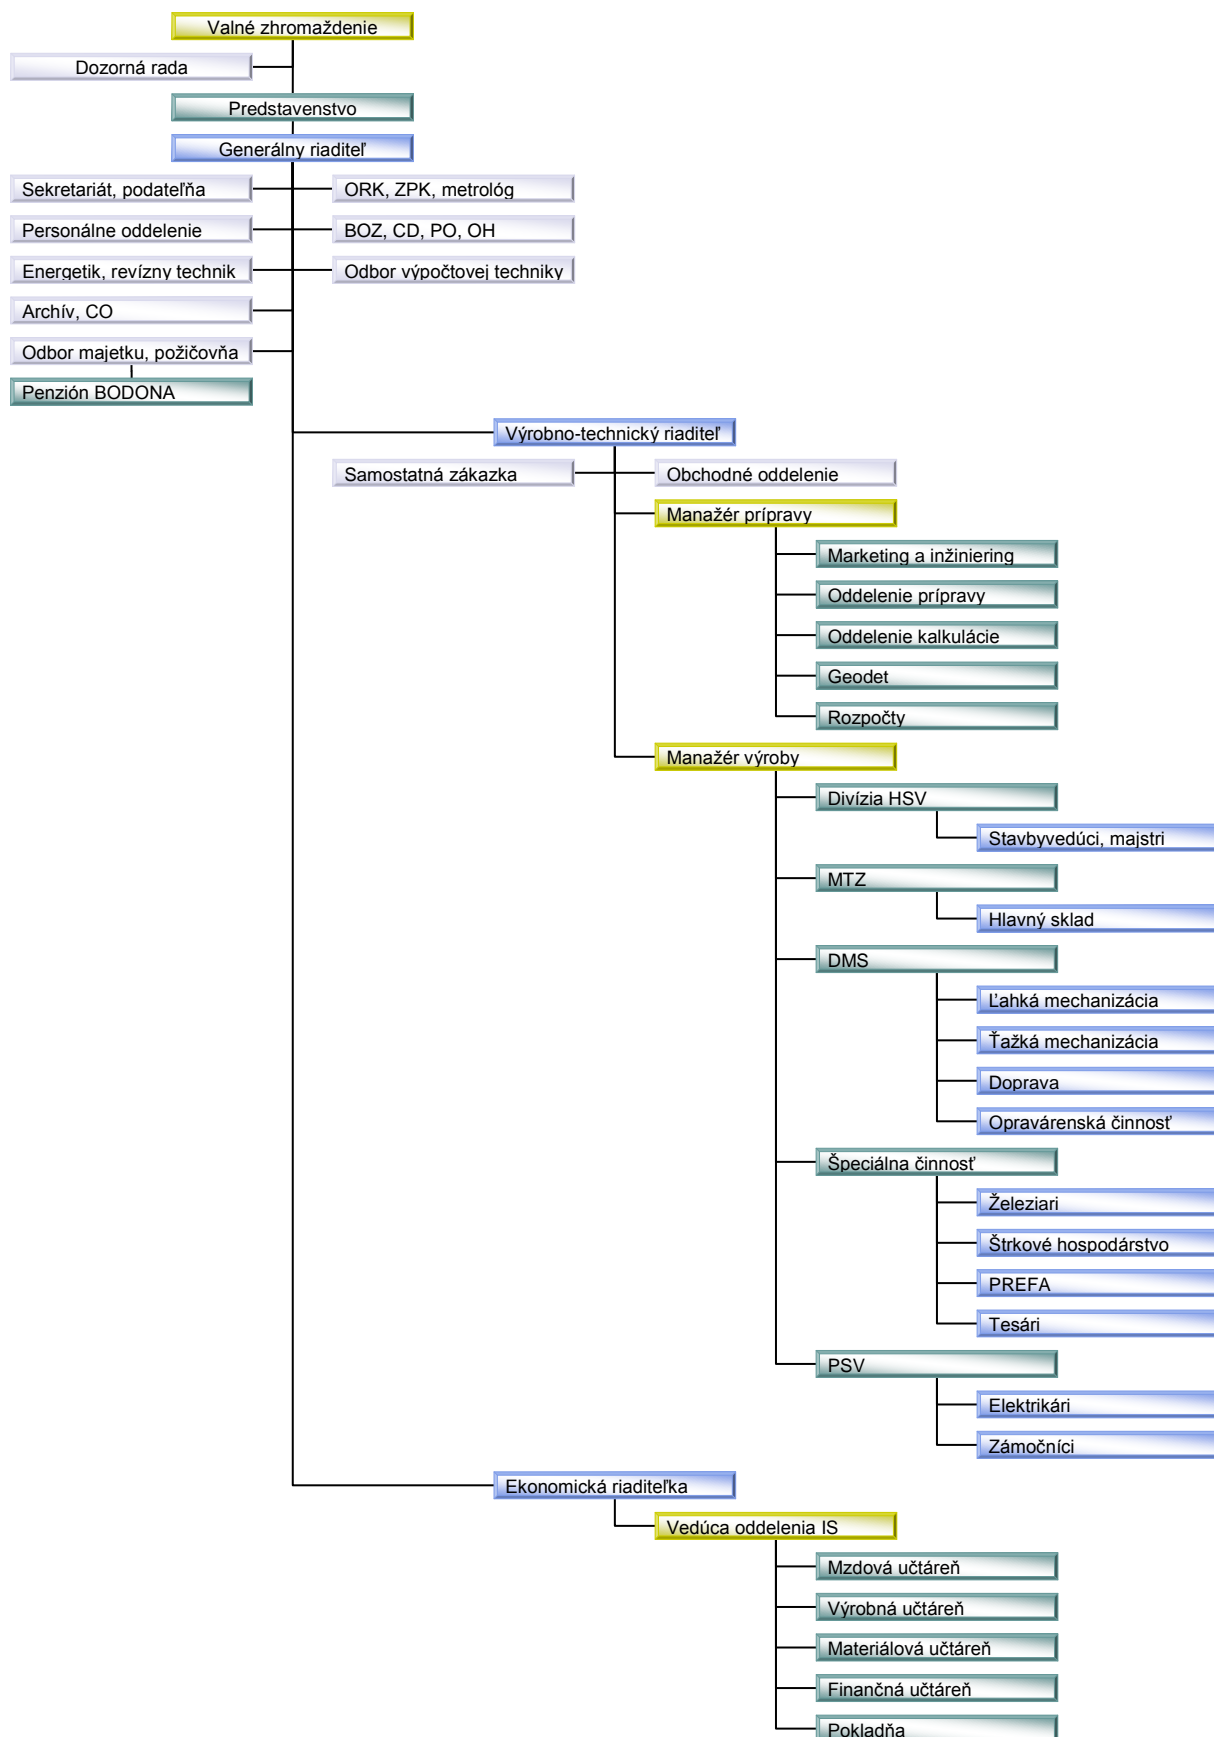 Valné zhromaždenie
Dozorná rada
Predstavenstvo
Generálny riaditeľ
Sekretariát, podateľňa
ORK, ZPK, metrológ
Personálne oddelenie
BOZ, CD, PO, OH
Energetik, revízny technik
Odbor výpočtovej techniky
Archív, CO
Odbor majetku, požičovňa
Penzión BODONA
Výrobno-technický riaditeľ
Samostatná zákazka
Obchodné oddelenie
Manažér prípravy
Marketing a inžiniering
Oddelenie prípravy
Oddelenie kalkulácie
Geodet
Rozpočty
Manažér výroby
Divízia HSV
Stavbyvedúci, majstri
MTZ
Hlavný sklad
DMS
Ľahká mechanizácia
Ťažká mechanizácia
Doprava
Opravárenská činnosť
Špeciálna činnosť
Železiari
Štrkové hospodárstvo
PREFA
Tesári
PSV
Elektrikári
Zámočníci
Ekonomická riaditeľka
Vedúca oddelenia IS
Mzdová učtáreň
Výrobná učtáreň
Materiálová učtáreň
Finančná učtáreň
Pokladňa